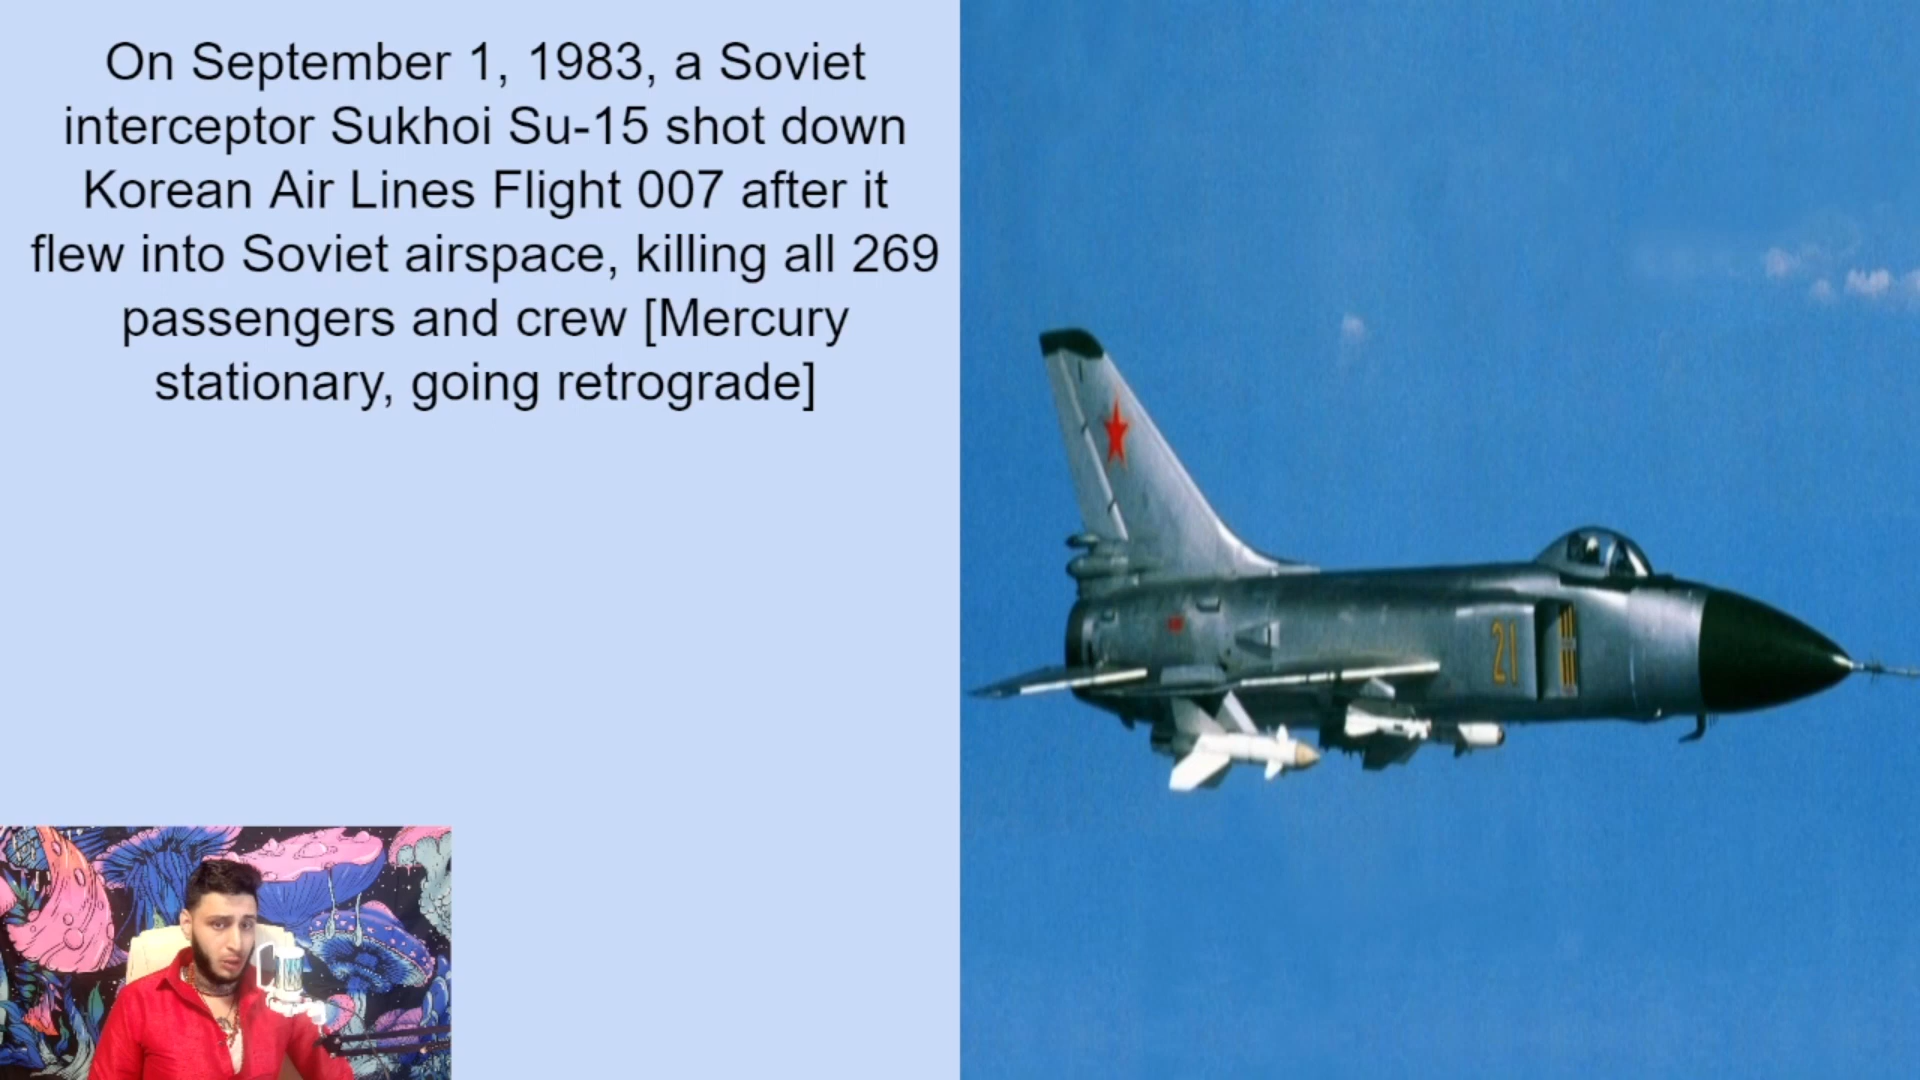 On September 1, 1983, a Soviet
interceptor Sukhoi Su-15 shot down
Korean Air Lines Flight 007 after it
flew into Soviet airspace, killing all 269
passengers and crew [Mercury
stationary, going retrograde]
21